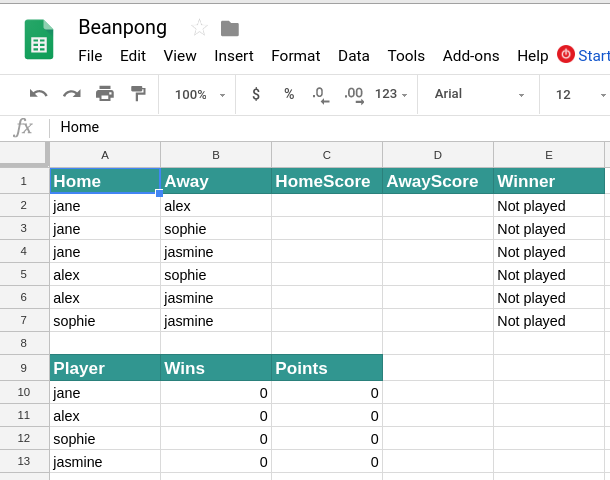 Beanpong
File Edit View Insert Format Data Tools Add-ons Help Start
100% $ % .0 .00 123 Arial 12
fx Home
A B C D E
1 Home Away HomeScore AwayScore Winner
2 jane alex Not played
3 jane sophie Not played
4 jane jasmine Not played
5 alex sophie Not played
6 alex jasmine Not played
7 sophie jasmine Not played
8
9 Player Wins Points
10 jane 0 0
11 alex 0 0
12 sophie 0 0
13 jasmine 0 0